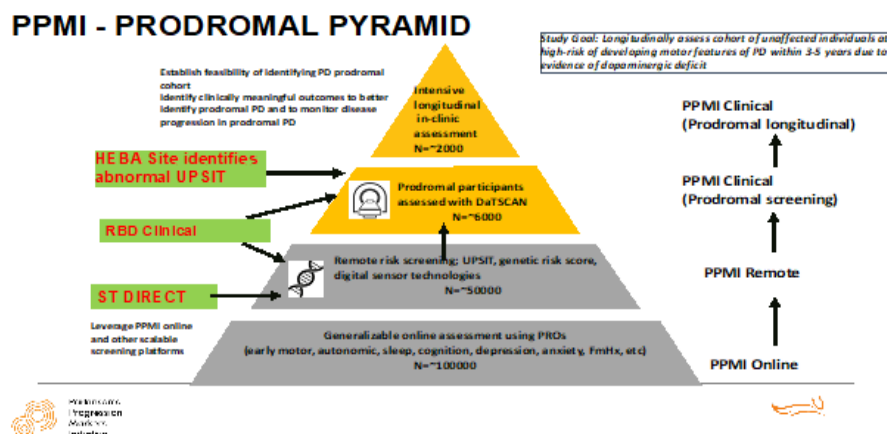 PPMI - PRODROMAL PYRAMID
Study Goal: Longitudinally assess cohort of unaffected individuals at
high-risk of developing motor features of PD within 3-5 years due to
evidence of dopaminergic deficit
Establish feasibility of identifying PD prodromal
cohort
Identify clinically meaningful outcomes to better
identify prodromal PD and to monitor disease
progression in prodromal PD
Intensive
longitudinal
in-clinic
assessment
N=~2000
PPMI Clinical
(Prodromal longitudinal)
HEBA Site identifies
abnormal UPSIT
Prodromal participants
assessed with DaTSCAN
N=~6000
PPMI Clinical
(Prodromal screening)
RBD Clinical
Remote risk screening; UPSIT, genetic risk score,
digital sensor technologies
N=~50000
PPMI Remote
ST DIRECT
Leverage PPMI online
and other scalable
screening platforms
Generalizable online assessment using PROs
(early motor, autonomic, sleep, cognition, depression, anxiety, FmHx, etc)
N=~100000
PPMI Online
Parkinson's
Progression
Markers